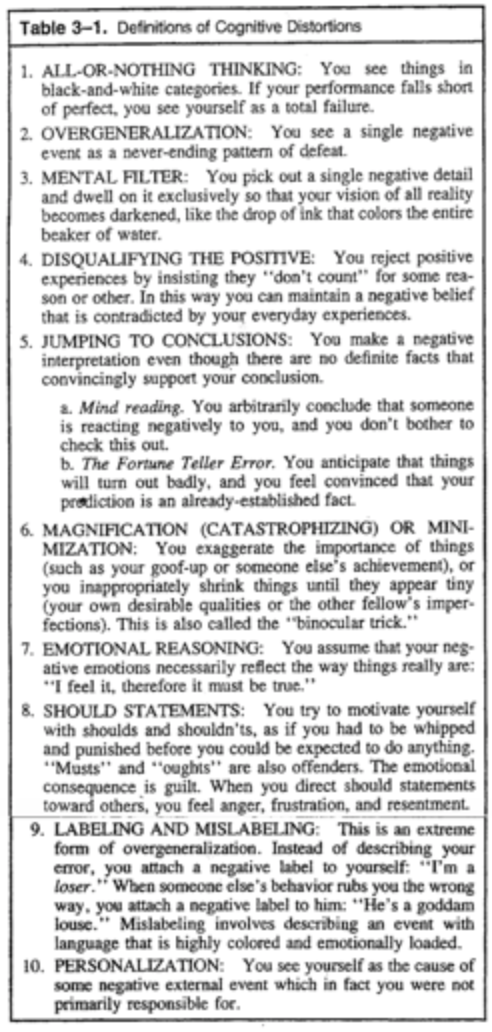 Table 3–1. Definitions of Cognitive Distortions
1. ALL-OR-NOTHING THINKING: You see things in
black-and-white categories. If your performance falls short
of perfect, you see yourself as a total failure.
2. OVERGENERALIZATION: You see a single negative
event as a never-ending pattern of defeat.
3. MENTAL FILTER: You pick out a single negative detail
and dwell on it exclusively so that your vision of all reality
becomes darkened, like the drop of ink that colors the entire
beaker of water.
4. DISQUALIFYING THE POSITIVE: You reject positive
experiences by insisting they "don't count" for some rea-
son or other. In this way you can maintain a negative belief
that is contradicted by your everyday experiences.
5. JUMPING TO CONCLUSIONS: You make a negative
interpretation even though there are no definite facts that
convincingly support your conclusion.
a. Mind reading. You arbitrarily conclude that someone
is reacting negatively to you, and you don't bother to
check this out.
b. The Fortune Teller Error. You anticipate that things
will turn out badly, and you feel convinced that your
prediction is an already-established fact.
6. MAGNIFICATION (CATASTROPHIZING) OR MINI-
MIZATION: You exaggerate the importance of things
(such as your goof-up or someone else's achievement), or
you inappropriately shrink things until they appear tiny
(your own desirable qualities or the other fellow's imper-
fections). This is also called the "binocular trick."
7. EMOTIONAL REASONING: You assume that your neg-
ative emotions necessarily reflect the way things really are:
"I feel it, therefore it must be true."
8. SHOULD STATEMENTS: You try to motivate yourself
with shoulds and shouldn'ts, as if you had to be whipped
and punished before you could be expected to do anything.
"Musts" and "oughts" are also offenders. The emotional
consequence is guilt. When you direct should statements
toward others, you feel anger, frustration, and resentment.
9. LABELING AND MISLABELING: This is an extreme
form of overgeneralization. Instead of describing your
error, you attach a negative label to yourself: "I'm a
loser." When someone else's behavior rubs you the wrong
way, you attach a negative label to him: "He's a goddam
louse." Mislabeling involves describing an event with
language that is highly colored and emotionally loaded.
10. PERSONALIZATION: You see yourself as the cause of
some negative external event which in fact you were not
primarily responsible for.